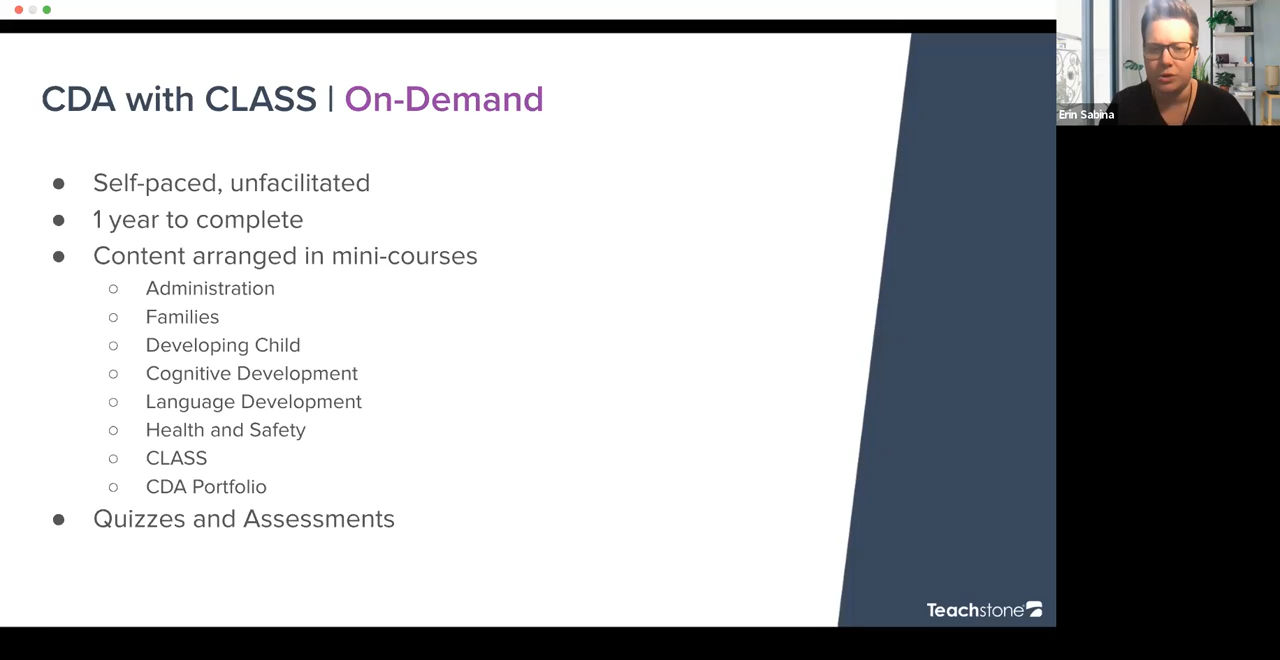 CDA with CLASS | On-Demand
● Self-paced, unfacilitated
● 1 year to complete
● Content arranged in mini-courses
○ Administration
○ Families
○ Developing Child
○ Cognitive Development
○ Language Development
○ Health and Safety
○ CLASS
○ CDA Portfolio
● Quizzes and Assessments
Teachstone
Erin Sabina